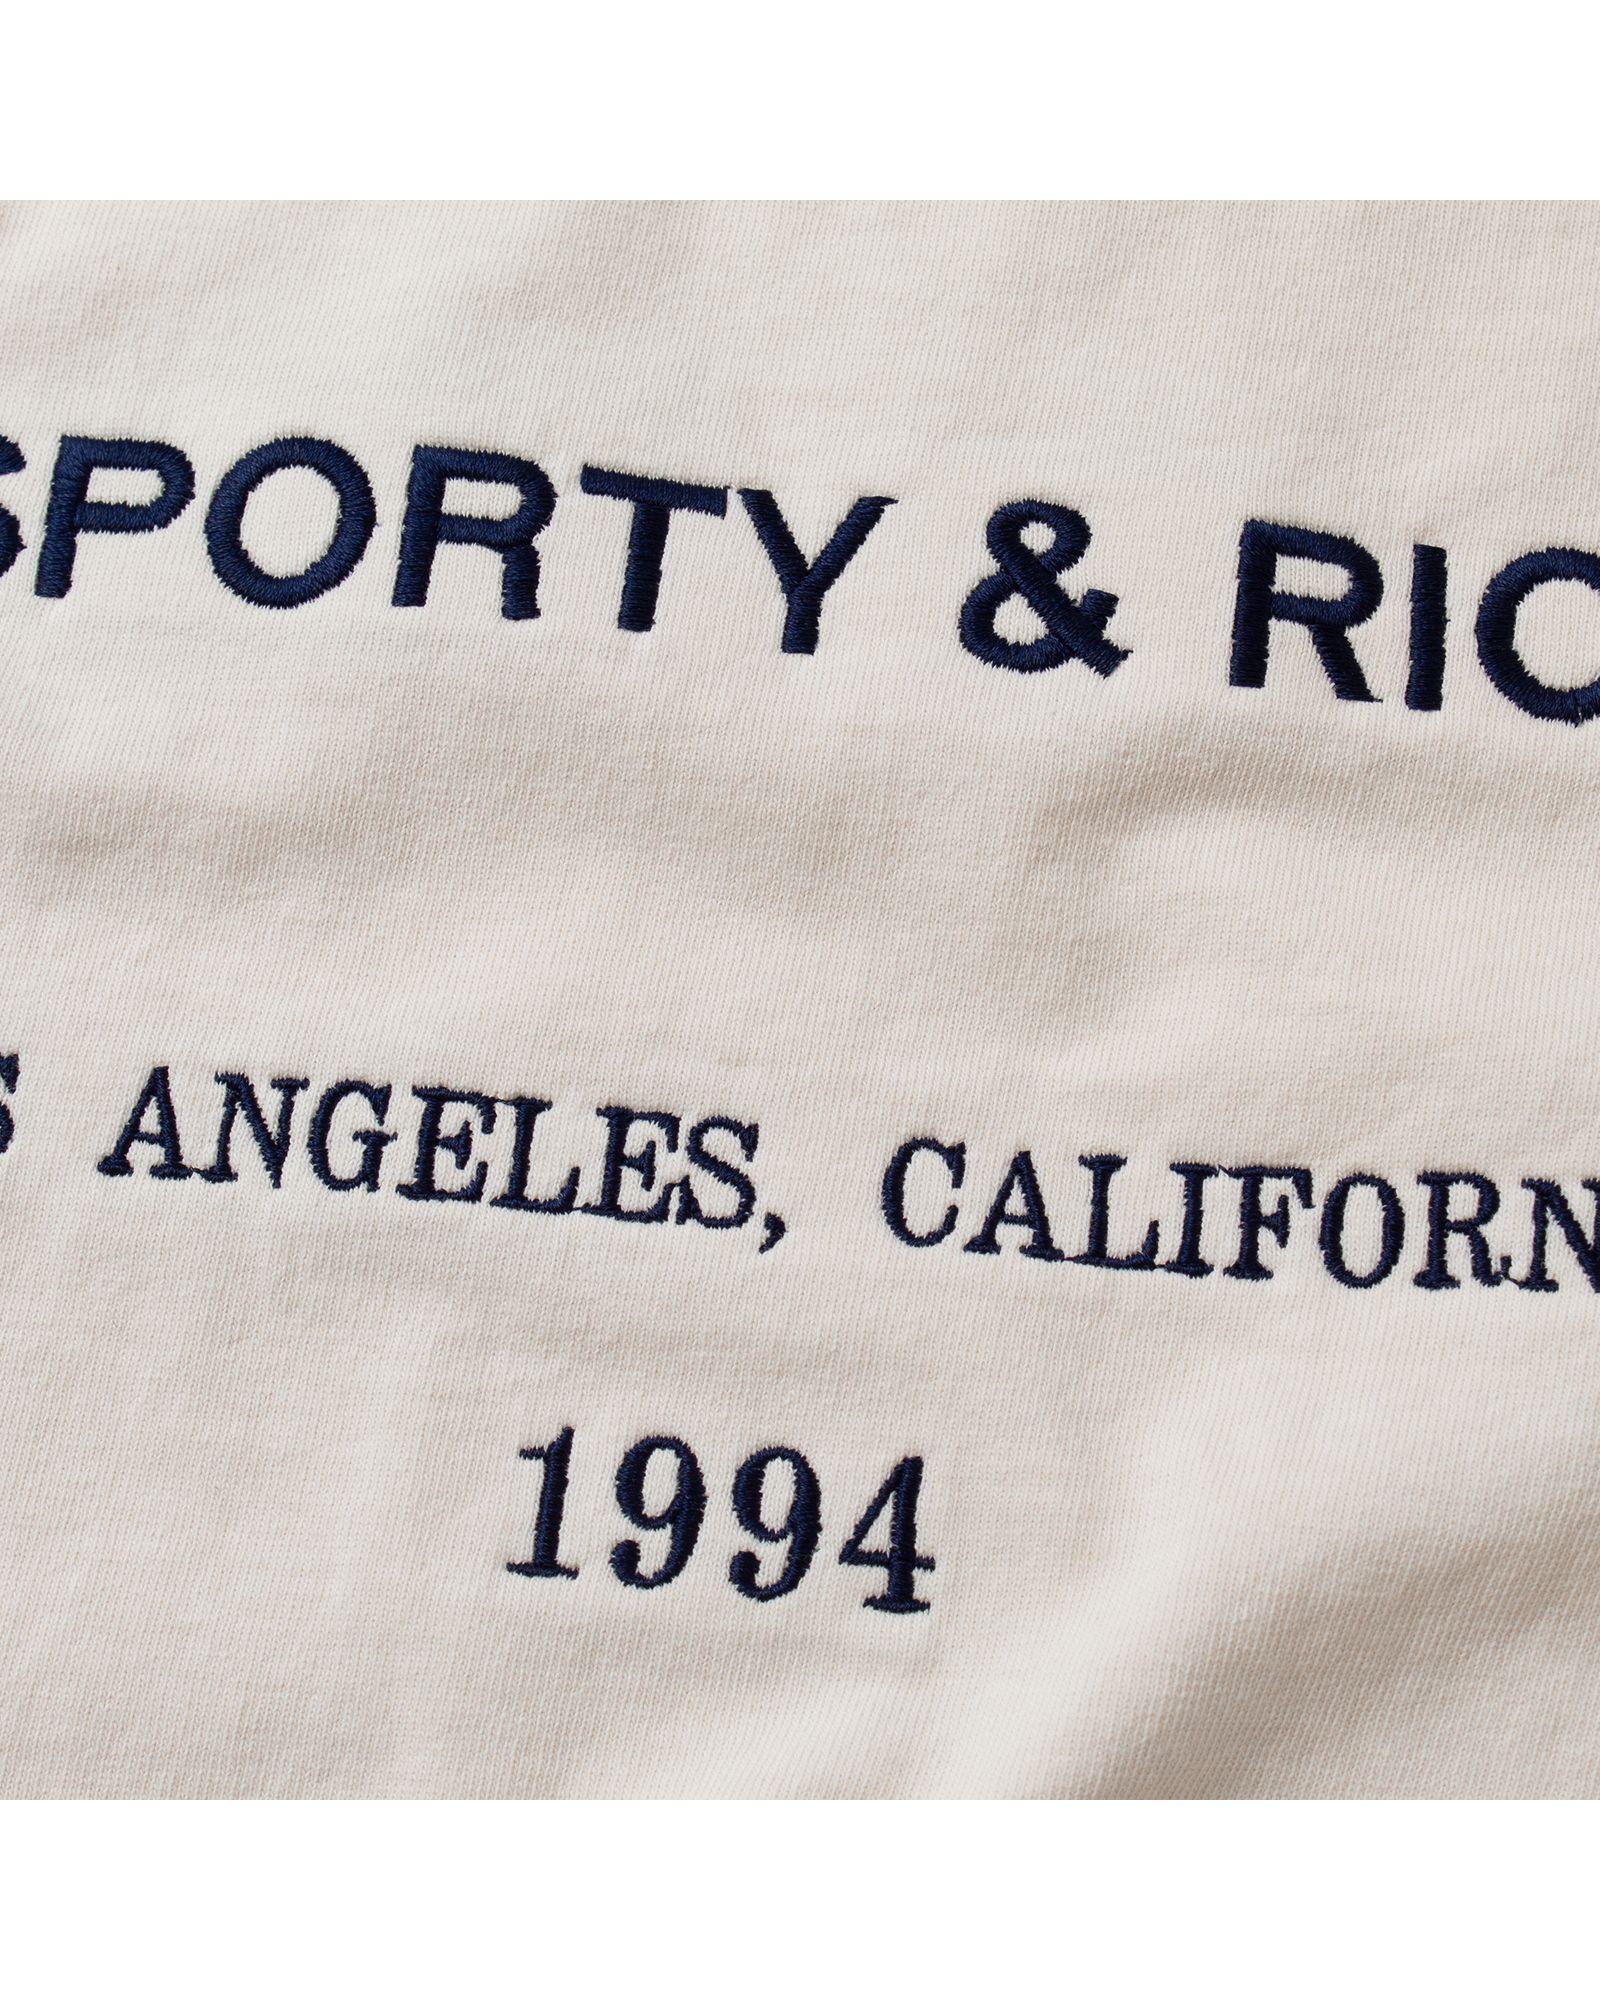 SPORTY & RIC
S ANGELES, CALIFORN
1994